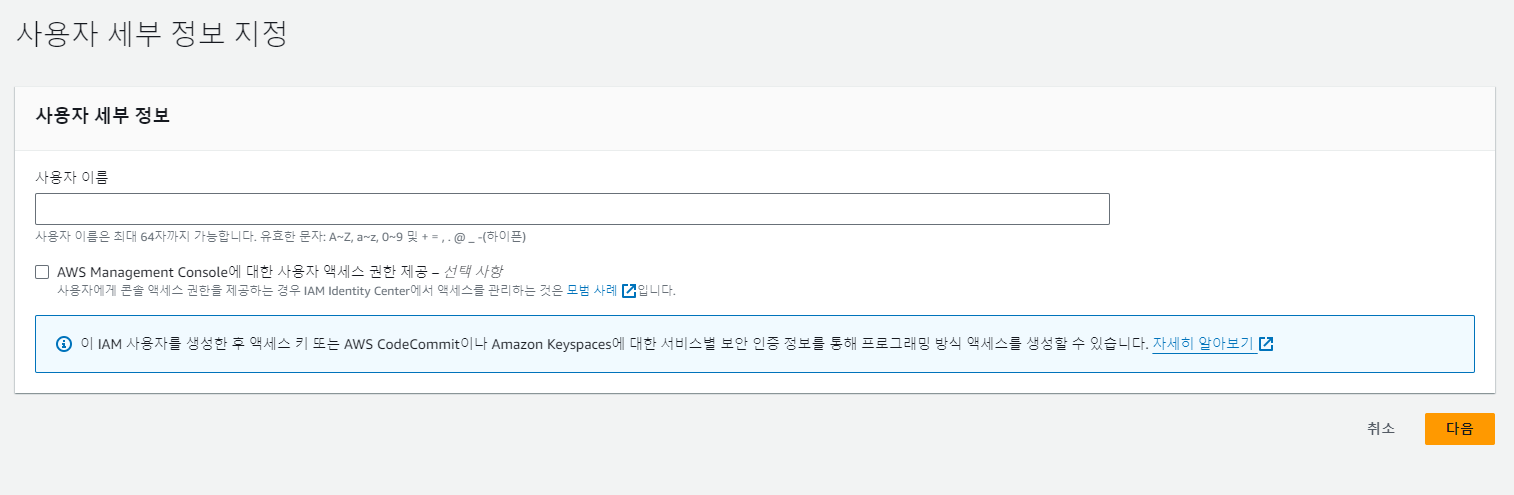 사용자 세부 정보 지정
사용자 세부 정보
사용자 이름
사용자 이름은 최대 64자까지 가능합니다. 유효한 문자: A~Z, a~z, 0~9 및 + = , . @ _ -(하이픈)
AWS Management Console에 대한 사용자 액세스 권한 제공 – 선택 사항
사용자에게 콘솔 액세스 권한을 제공하는 경우 IAM Identity Center에서 액세스를 관리하는 것은 모범 사례 입니다.
이 IAM 사용자를 생성한 후 액세스 키 또는 AWS CodeCommit이나 Amazon Keyspaces에 대한 서비스별 보안 인증 정보를 통해 프로그래밍 방식 액세스를 생성할 수 있습니다. 자세히 알아보기
취소 다음